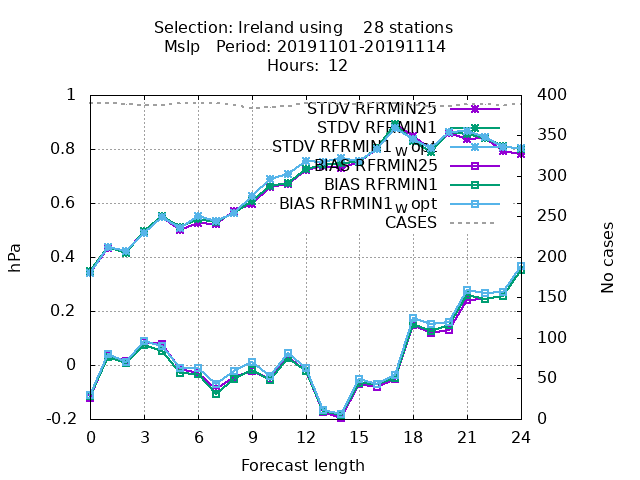 Selection: Ireland using 28 stations
Mslp Period: 20191101-20191114
Hours: 12
1
0.8
0.6
0.4
0.2
0
-0.2
400
350
300
250
200
150
100
50
0
hPa
No cases
STDV RFRMIN25
STDV RFRMIN1
STDV RFRMIN1w opt
BIAS RFRMIN25
BIAS RFRMIN1
BIAS RFRMIN1w opt
CASES
0 3 6 9 12 15 18 21 24
Forecast length